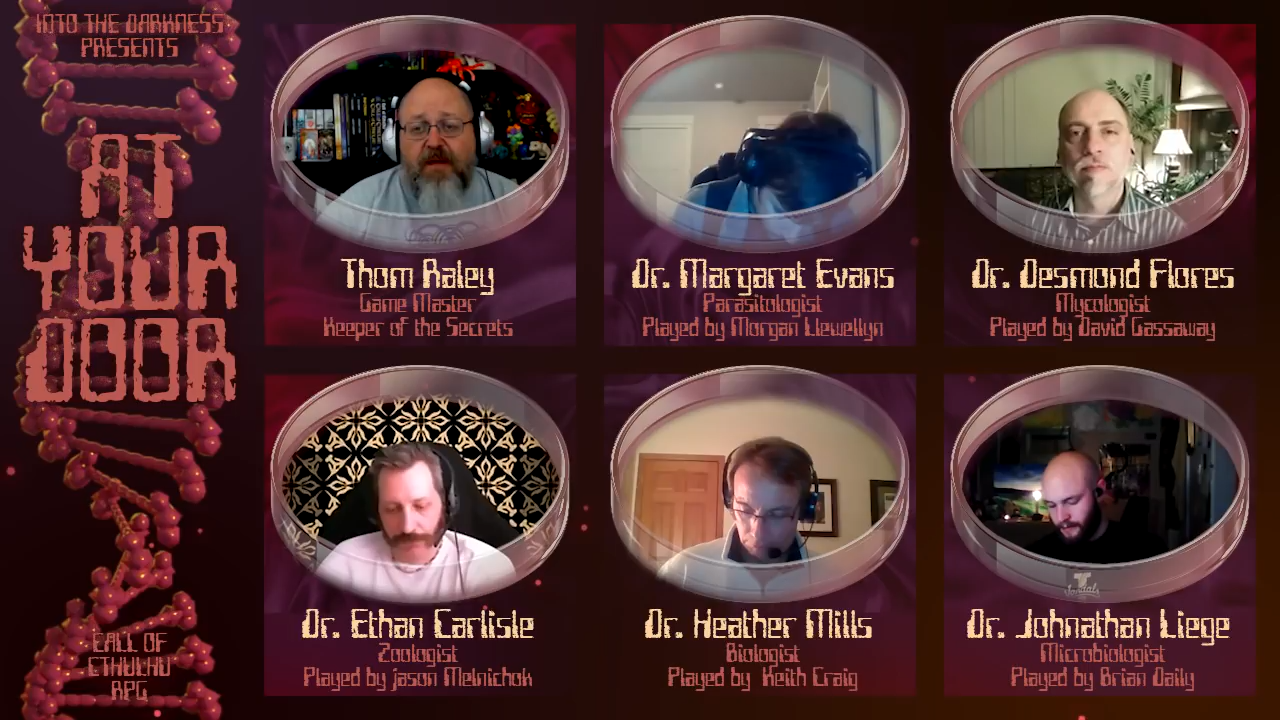 INTO THE DARKNESS
PRESENTS
AT
YOUR
DOOR
CALL OF
CTHULHU
RPG
Thom Raley
Game Master
Keeper of the Secrets
Dr. Margaret Evans
Parasitologist
Played by Morgan Llewellyn
Dr. Desmond Flores
Mycologist
Played by David Gassaway
Dr. Ethan Carlisle
Zoologist
Played by jason Melnichok
Dr. Heather Mills
Biologist
Played by Keith Craig
Dr. Johnathan Liege
Microbiologist
Played by Brian Daily